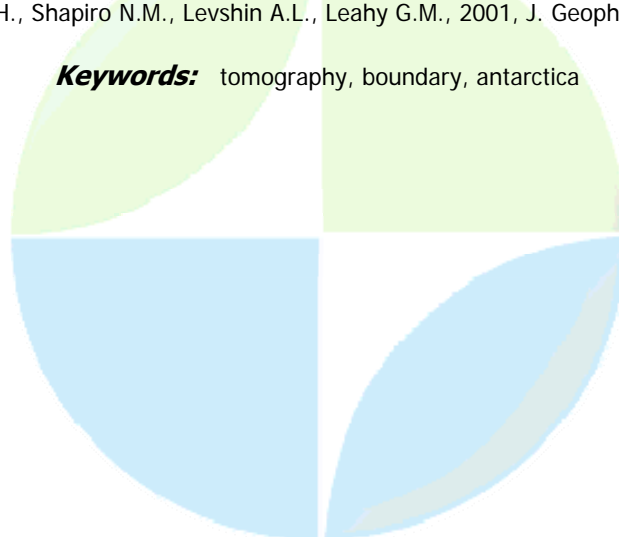 H., Shapiro N.M., Levshin A.L., Leahy G.M., 2001, J. Geoph
Keywords: tomography, boundary, antarctica